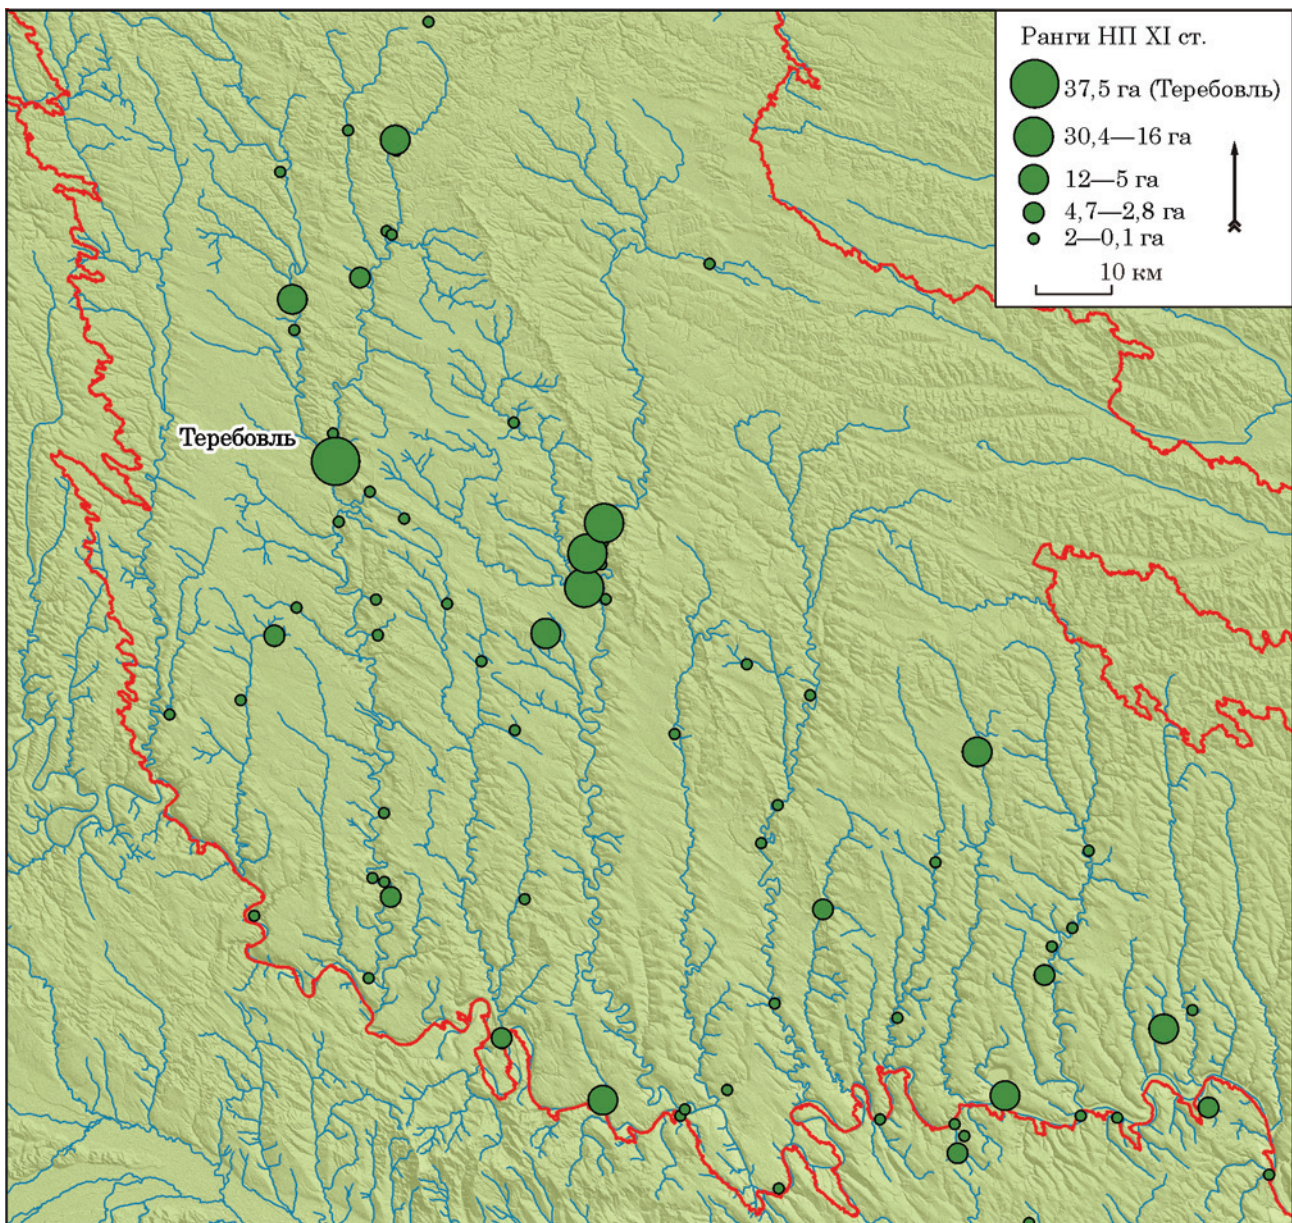 Ранги НП XI ст.
37,5 га (Теребовль)
30,4—16 га
12—5 га
4,7—2,8 га
2—0,1 га
10 км
Теребовль